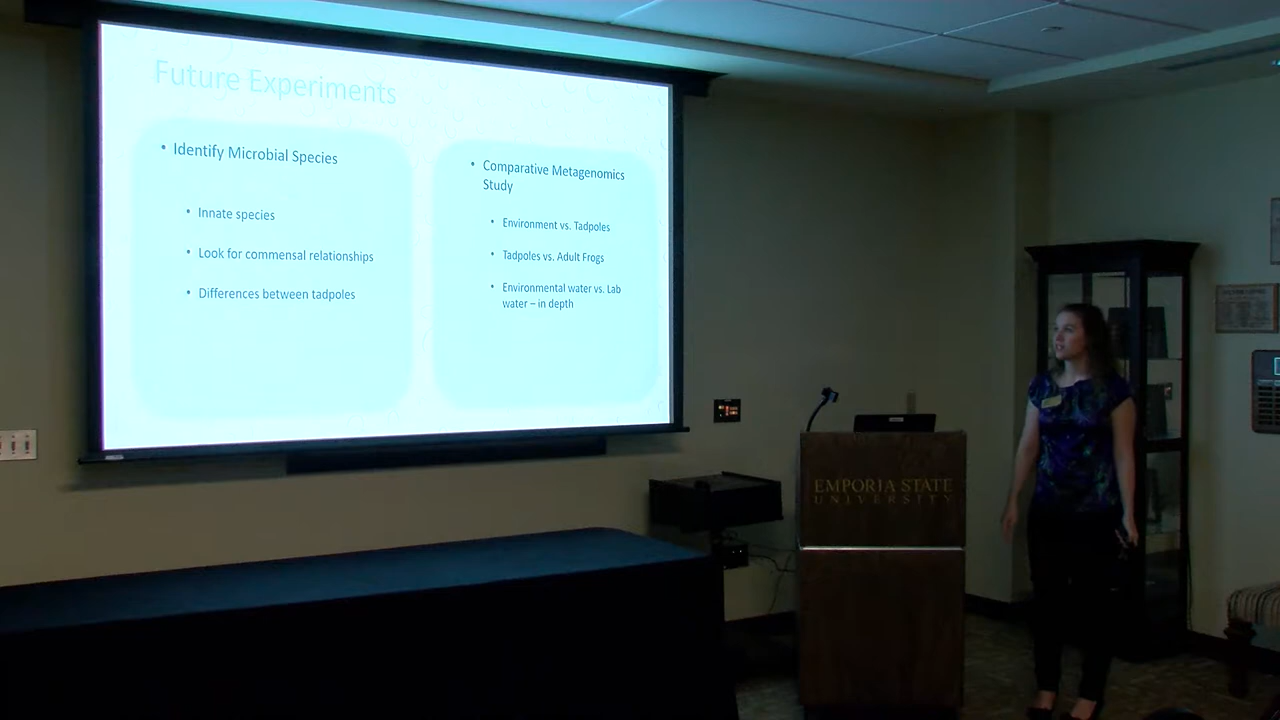 Future Experiments
• Identify Microbial Species
• Innate species
• Look for commensal relationships
• Differences between tadpoles
• Comparative Metagenomics
Study
• Environment vs. Tadpoles
• Tadpoles vs. Adult Frogs
• Environmental water vs. Lab
water – in depth
EMPORIA STATE
UNIVERSITY